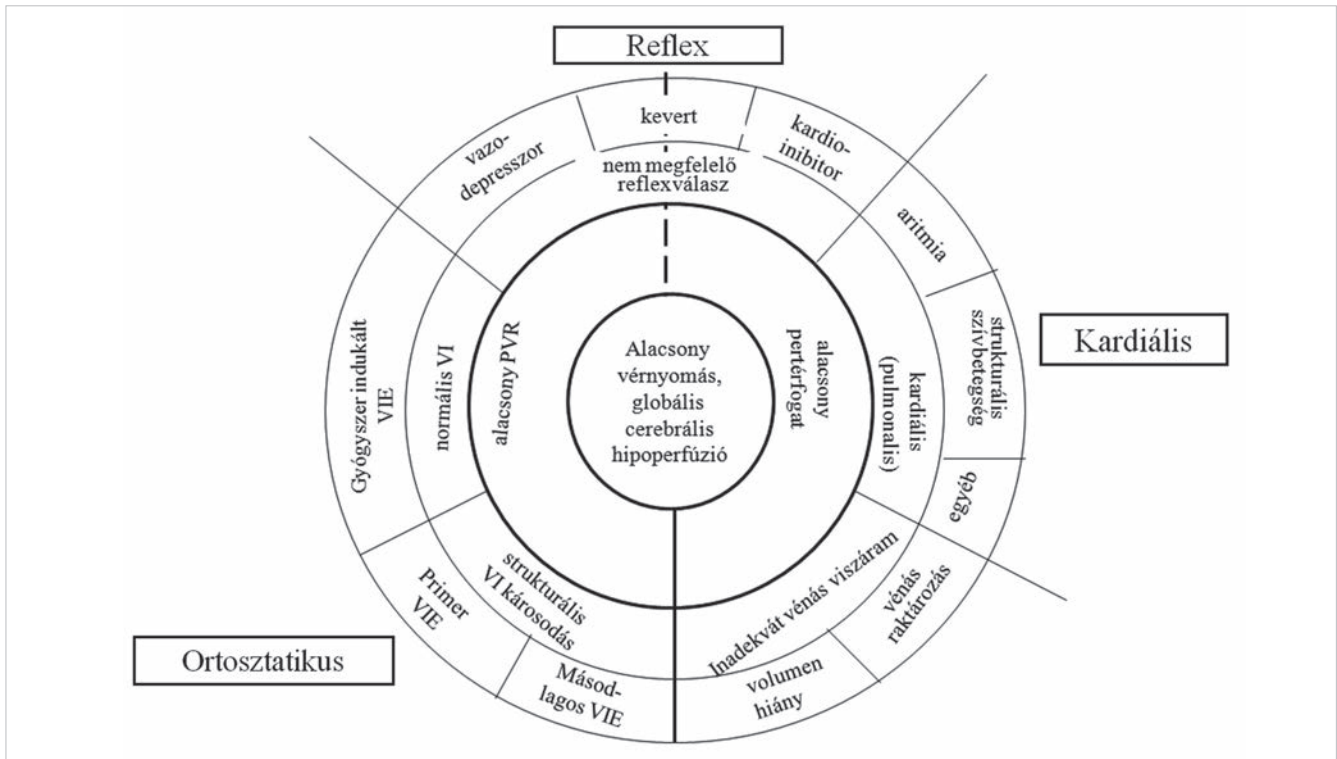 Reflex
kevert
vazo-
depresszor
kardio-
inibitor
nem megfelelő
reflexválasz
aritmia
strukturális
szívbetegség
Kardiális
egyéb
kardiális
(pulmonalis)
alacsony
pertérfogat
Alacsony
vérnyomás,
globális
cerebrális
hipoperfúzió
alacsony PVR
normális VI
Gyógyszer indukált
VIE
strukturális
VI károsodás
Primer
VIE
Másod-
lagos VIE
Inadekvát vénás viszáram
vénás
raktározás
volumen
hiány
Ortosztatikus